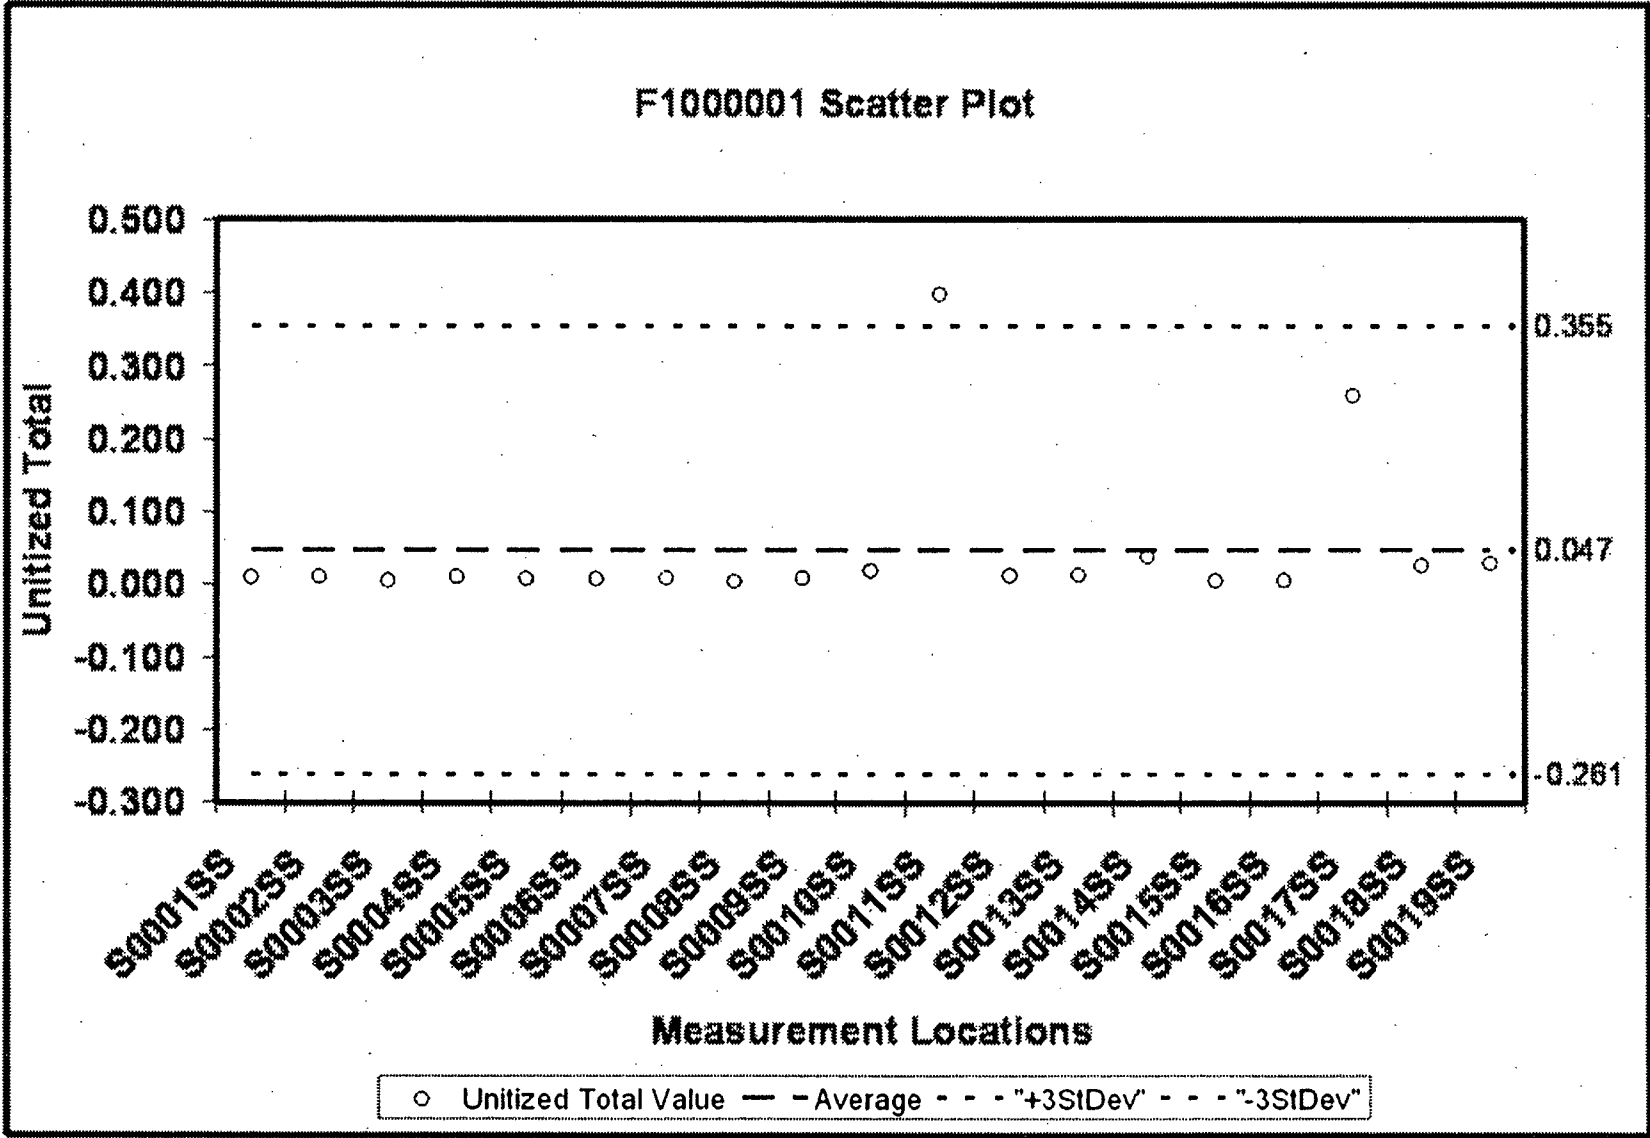 F1000001 Scatter Plot
0.500
0.400
0.355
0.300
0.200
0.100
0.047
0.000
-0.100
-0.200
-0.261
-0.300
Unitized Total
S0001SS
S0002SS
S0003SS
S0004SS
S0005SS
S0006SS
S0007SS
S0008SS
S0009SS
S0010SS
S0011SS
S0012SS
S0013SS
S0014SS
S0015SS
S0016SS
S0017SS
S0018SS
S0019SS
Measurement Locations
Unitized Total Value Average "+3StDev" "-3StDev"